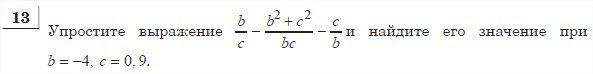 13
Упростите выражение b/c − (b² + c²)/(bc) − c/b и найдите его значение при
b = −4, c = 0, 9.